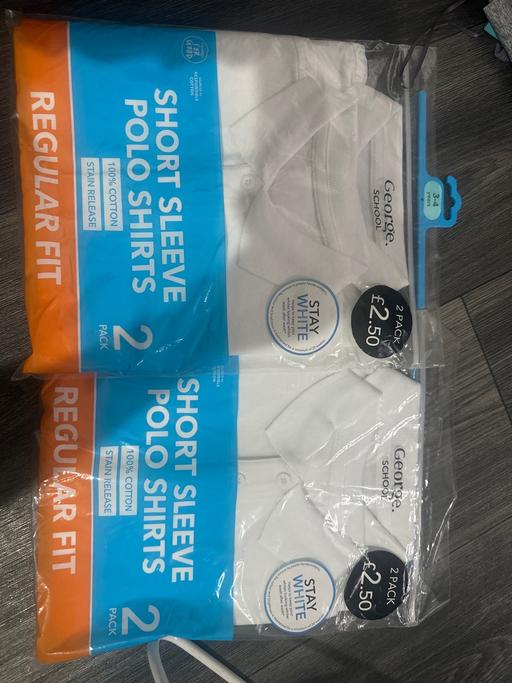 3-4
years
George.
SCHOOL
2 PACK
£2.50
STAY
WHITE
SHORT SLEEVE
POLO SHIRTS
100% COTTON
STAIN RELEASE
2
PACK
REGULAR FIT
George.
SCHOOL
2 PACK
£2.50
STAY
WHITE
SHORT SLEEVE
POLO SHIRTS
100% COTTON
STAIN RELEASE
2
PACK
REGULAR FIT